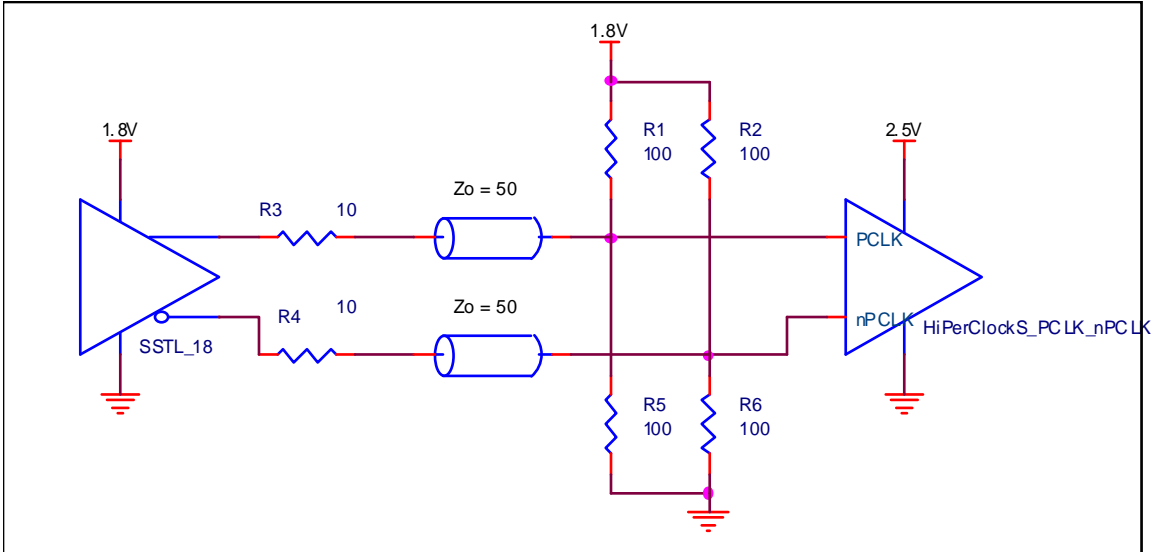 1.8V
1.8V
R1
100
R2
100
2.5V
Zo = 50
R3
10
PCLK
Zo = 50
R4
10
nPCLK
HiPerClockS_PCLK_nPCLK
SSTL_18
R5
100
R6
100